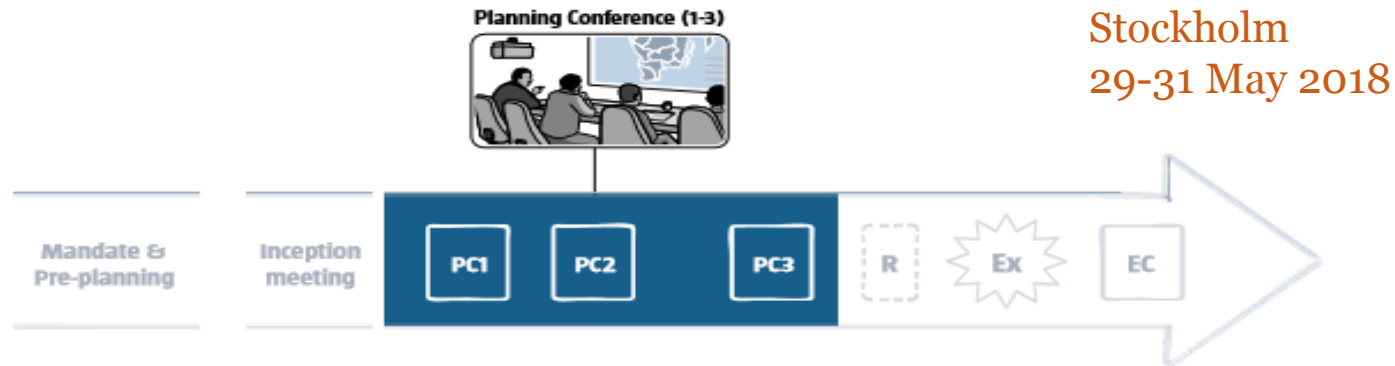 Planning Conference (1-3)
Stockholm
29-31 May 2018
Mandate &
Pre-planning
Inception
meeting
PC1
PC2
PC3
R
Ex
EC